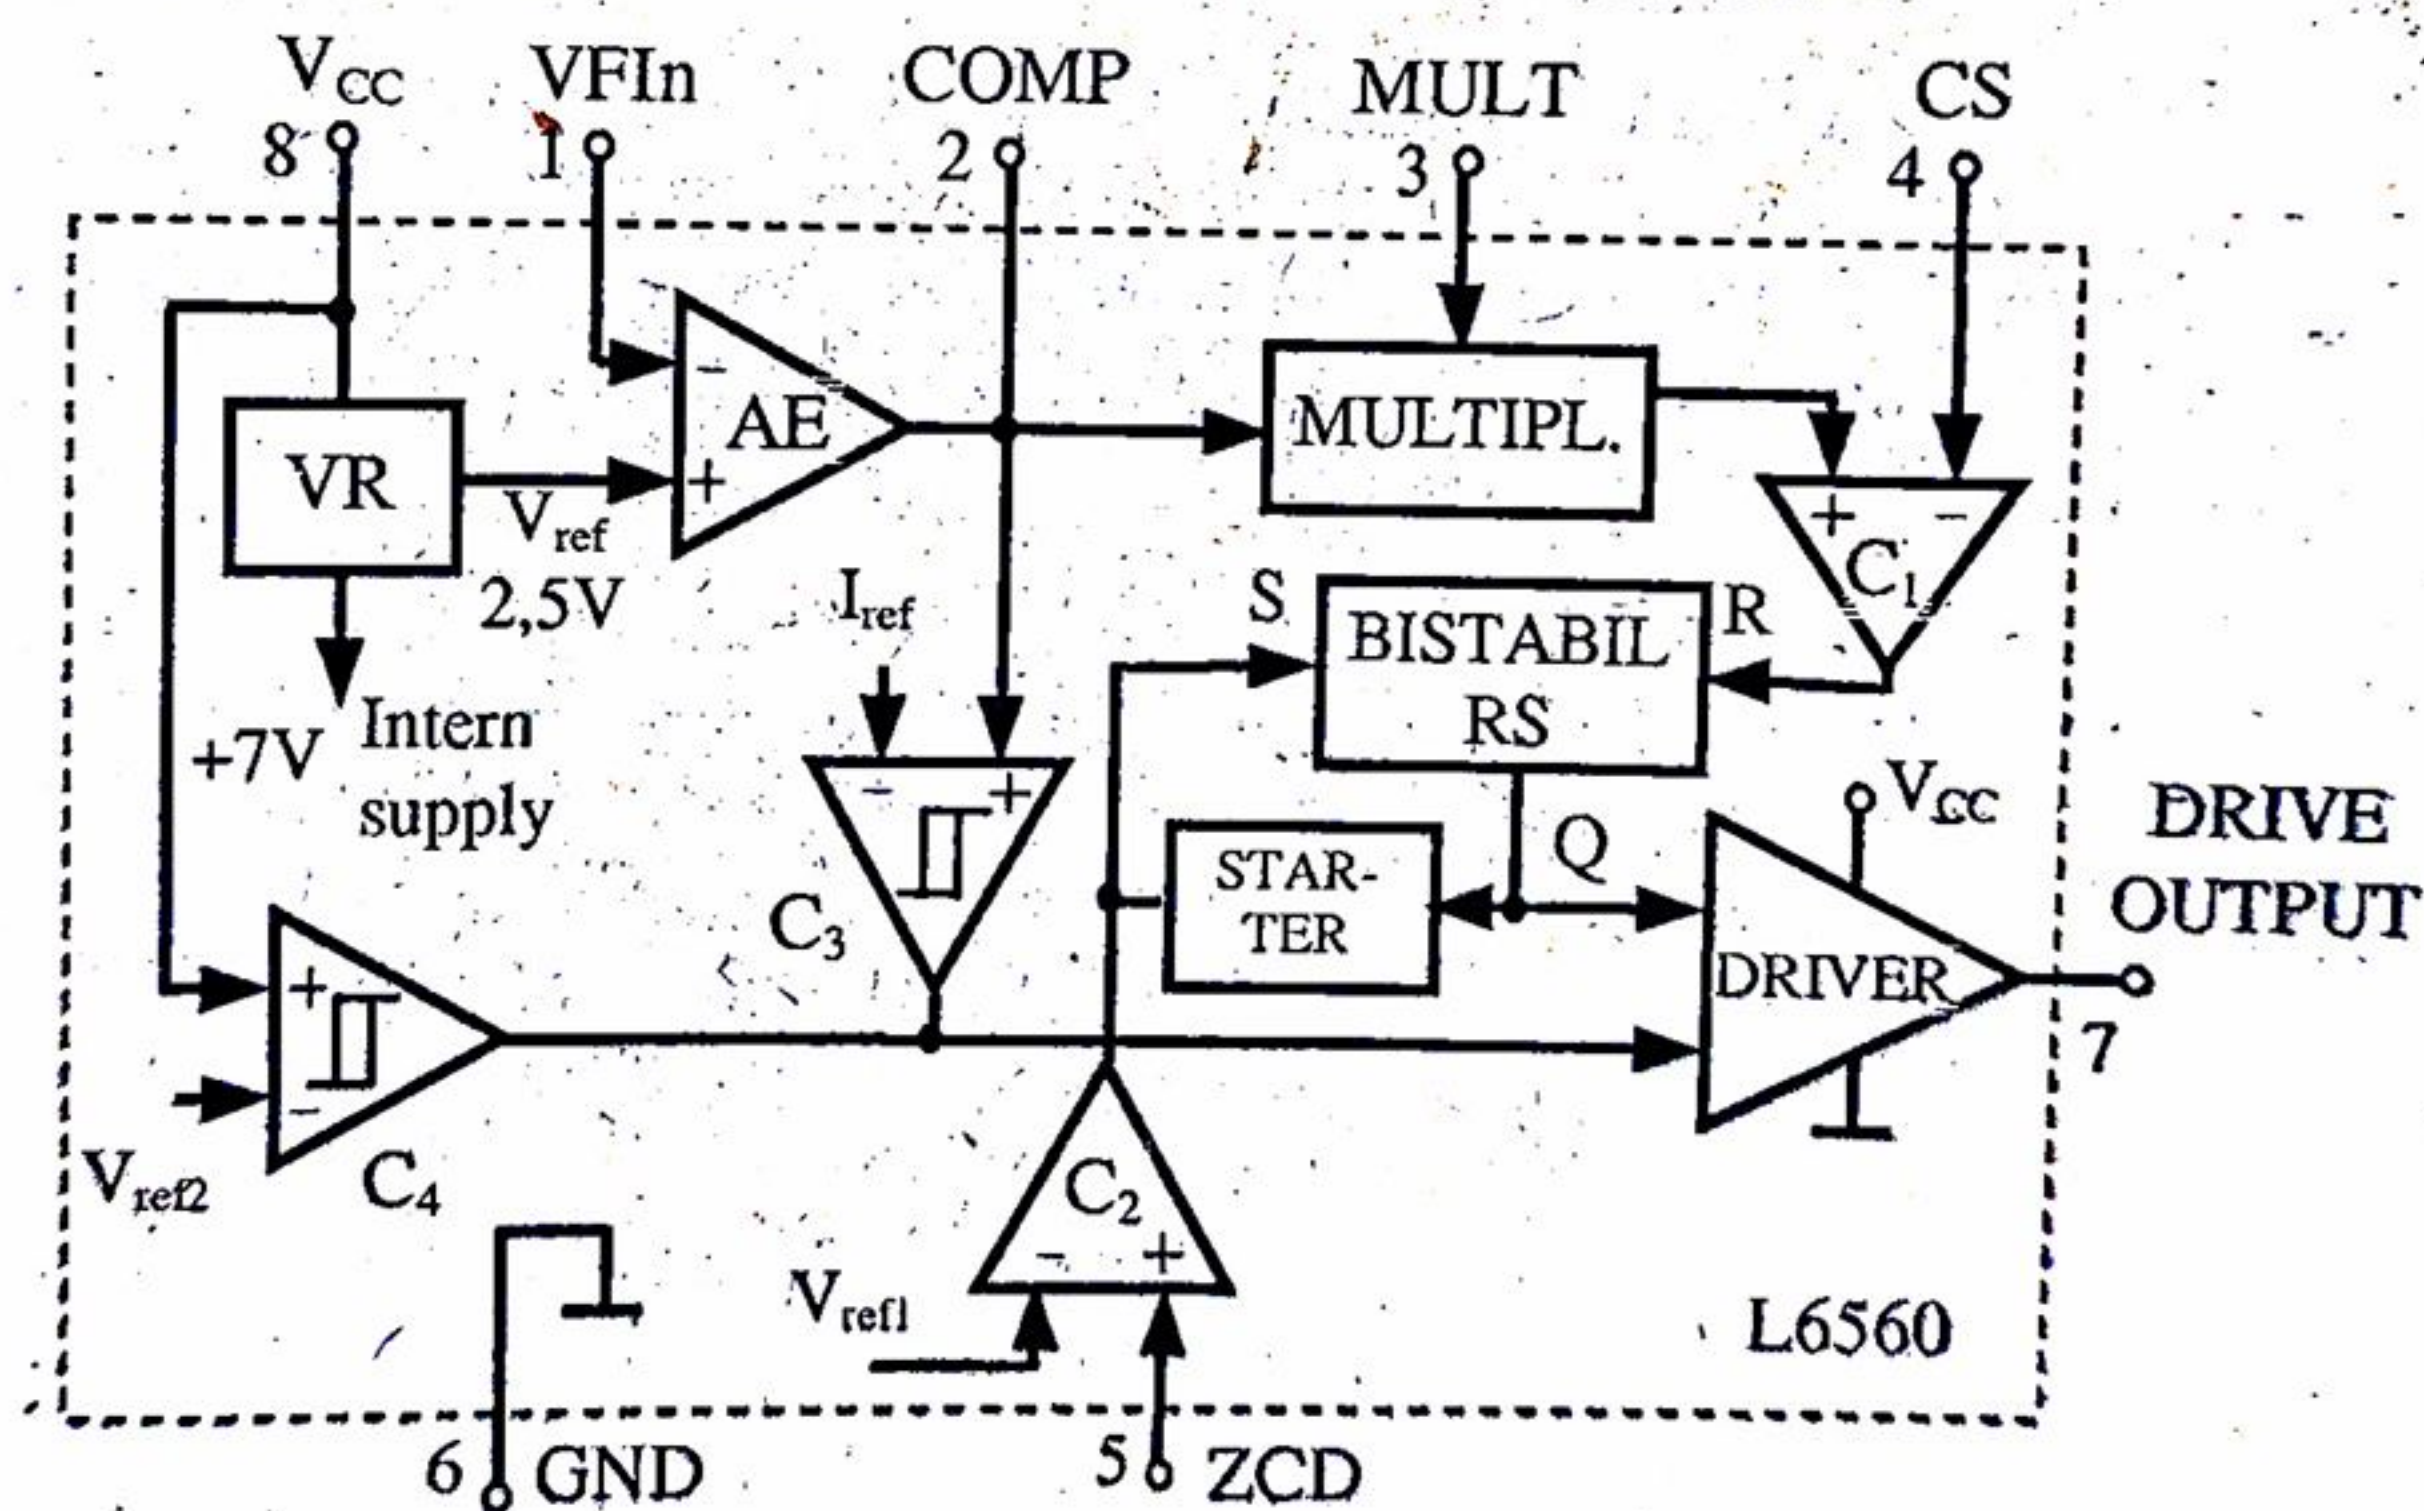 VCC
VFIn
COMP
MULT
CS
8
1
2
3
4
−
AE
+
MULTIPL.
VR
Vref
2,5V
+ −
C1
Iref
S
BISTABIL
RS
R
+7V
Intern
supply
− +
C3
STAR-
TER
Q
VCC
DRIVER
DRIVE
OUTPUT
7
+
−
Vref2
C4
C2
− +
Vref1
L6560
6
GND
5
ZCD